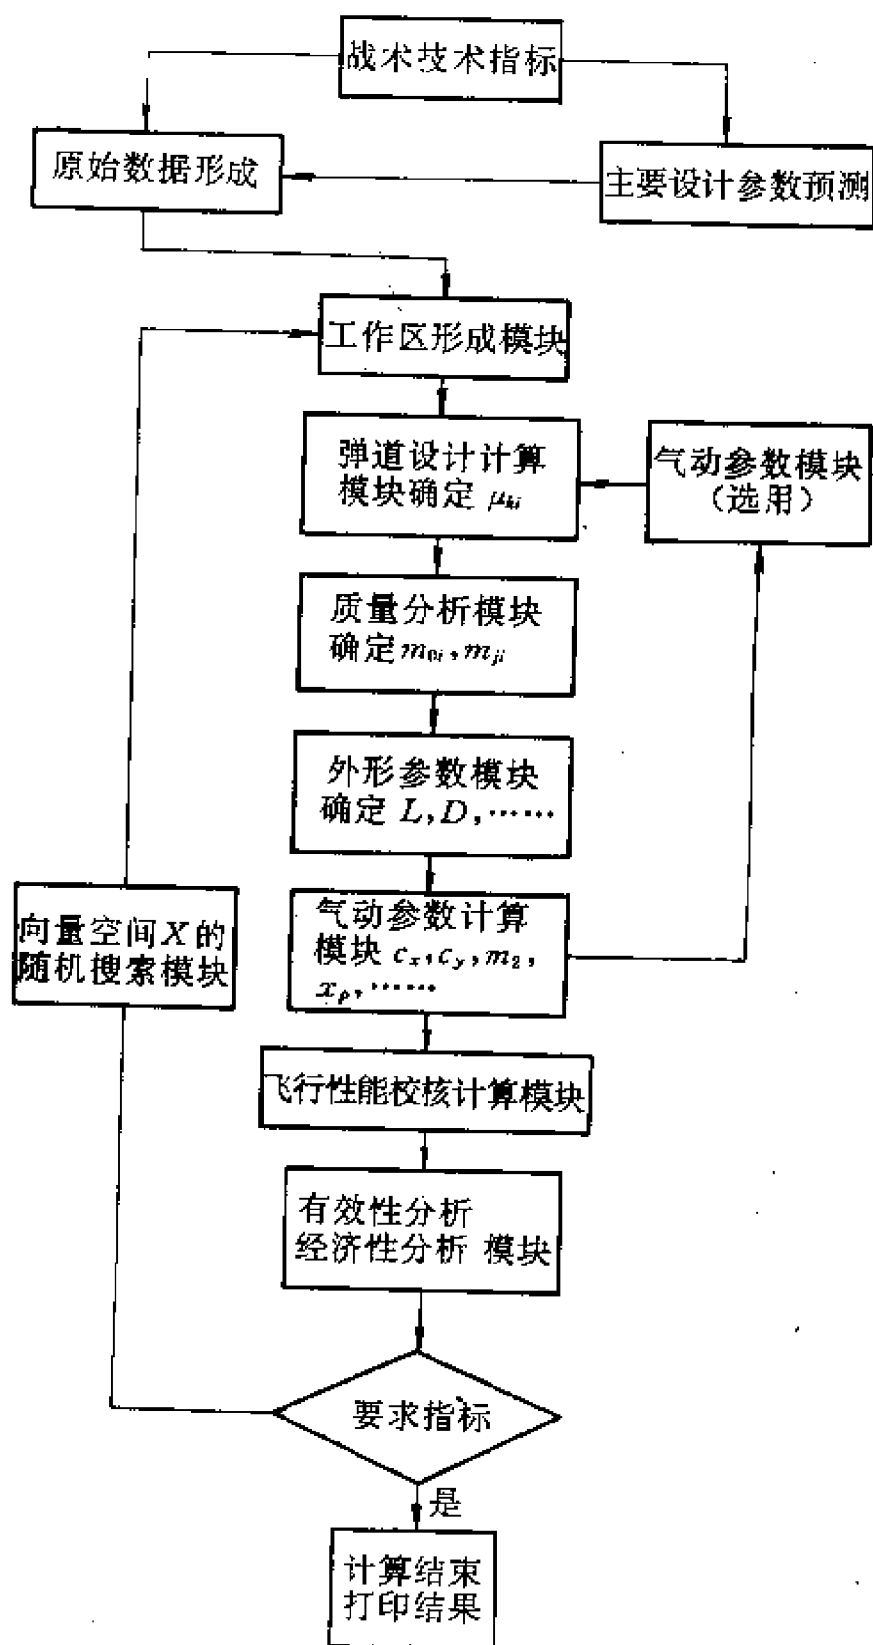 战术技术指标
原始数据形成
主要设计参数预测
工作区形成模块
弹道设计计算
模块确定 μₖᵢ
气动参数模块
(选用)
质量分析模块
确定 m₀ᵢ,mⱼᵢ
外形参数模块
确定 L,D,……
向量空间X的
随机搜索模块
气动参数计算
模块 cₓ,c_y,m₂,
xₚ,……
飞行性能校核计算模块
有效性分析
经济性分析 模块
要求指标
是
计算结束
打印结果